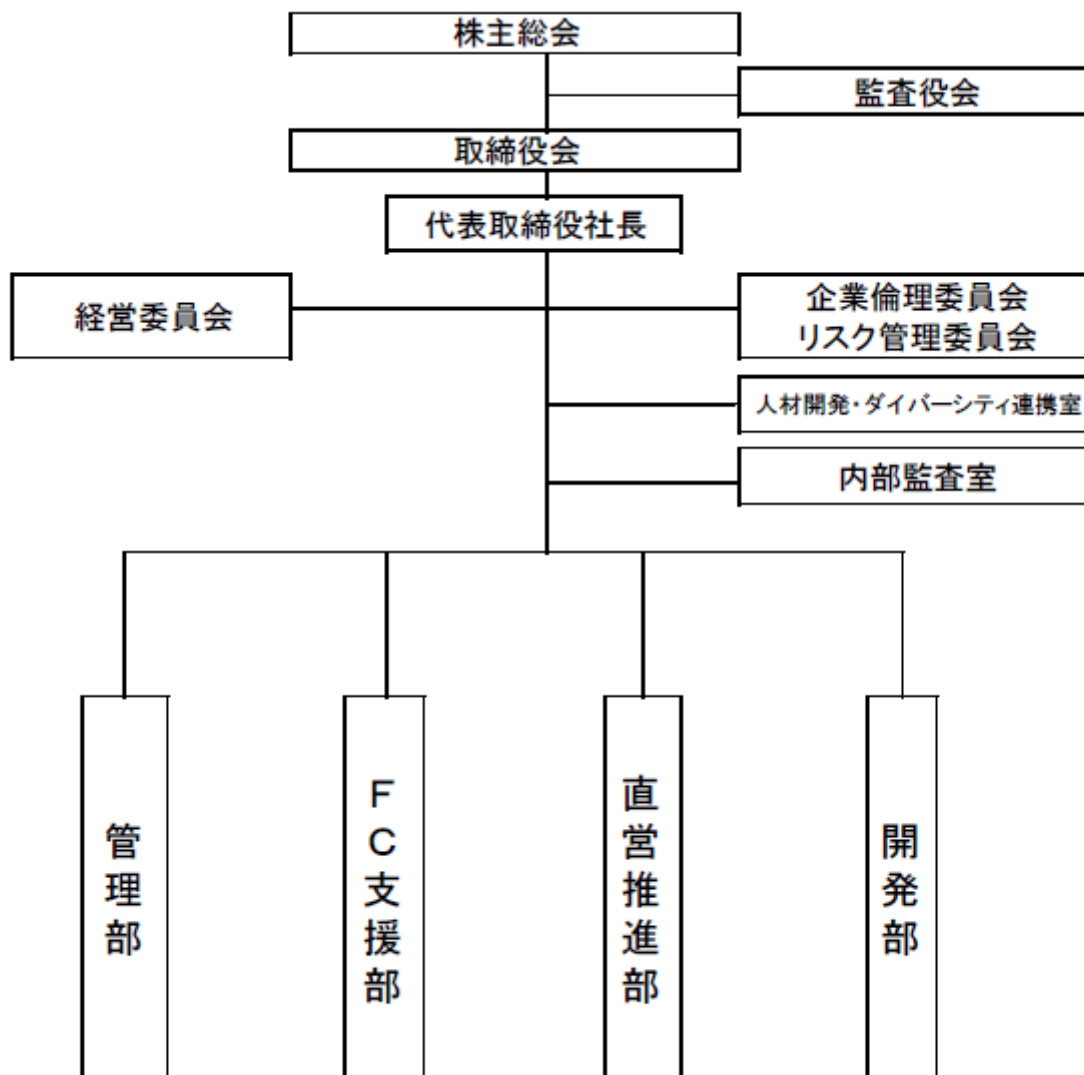 株主総会
監査役会
取締役会
代表取締役社長
経営委員会
企業倫理委員会
リスク管理委員会
人材開発・ダイバーシティ連携室
内部監査室
管理部
FC支援部
直営推進部
開発部